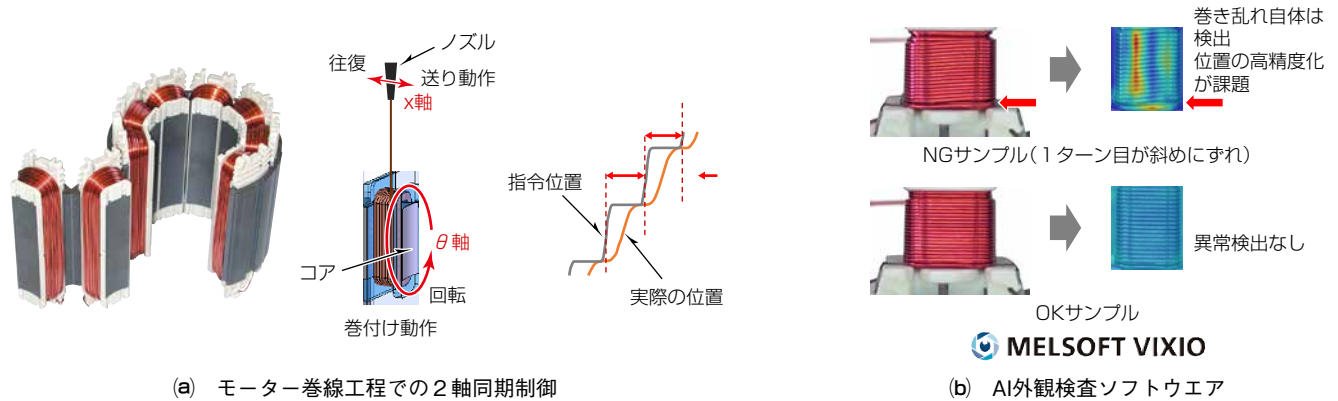 ノズル
往復
送り動作
x軸
θ軸
コア
回転
巻付け動作
指令位置
実際の位置
(a) モーター巻線工程での2軸同期制御
巻き乱れ自体は
検出
位置の高精度化
が課題
NGサンプル(1ターン目が斜めにずれ)
異常検出なし
OKサンプル
MELSOFT VIXIO
(b) AI外観検査ソフトウエア